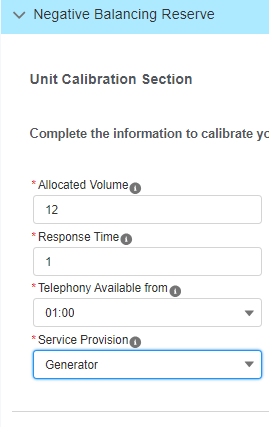 Negative Balancing Reserve
Unit Calibration Section
Complete the information to calibrate
* Allocated Volume
12
* Response Time
1
* Telephony Available from
01:00
* Service Provision
Generator